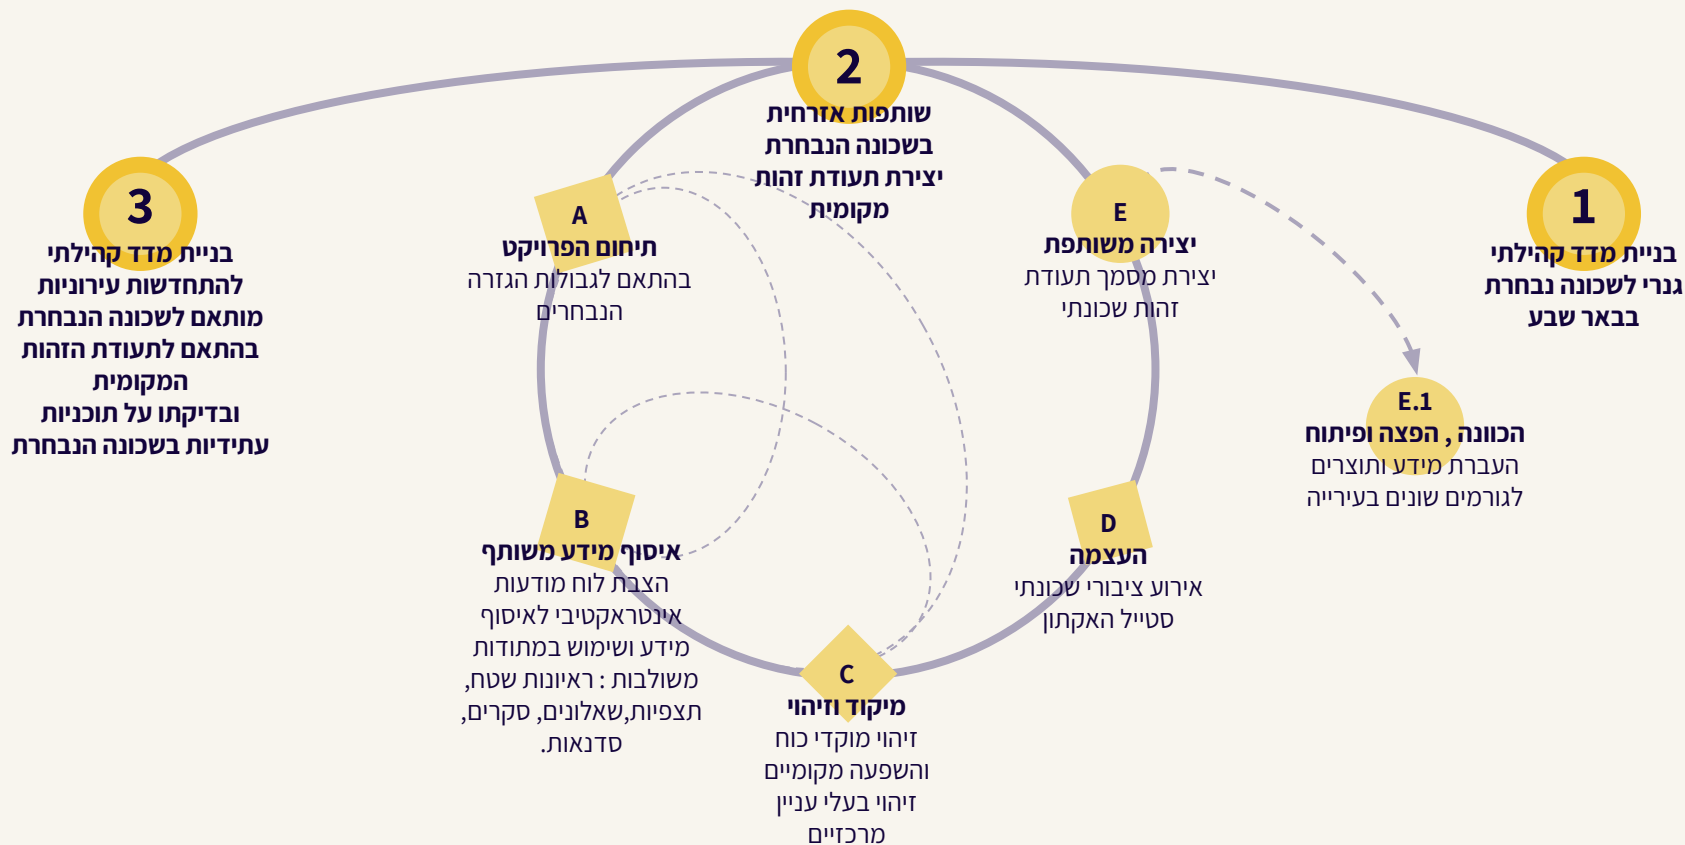 1
בניית מדד קהילתי
גנרי לשכונה נבחרת
בבאר שבע
2
שותפות אזרחית
בשכונה הנבחרת
יצירת תעודת זהות
מקומית
3
בניית מדד קהילתי
להתחדשות עירונית
מותאם לשכונה הנבחרת
בהתאם לתעודת הזהות
המקומית
ובדיקתו על תוכניות
עתידיות בשכונה הנבחרת
A
תיחום הפרויקט
בהתאם לגבולות הגזרה
הנבחרים
B
איסוף מידע משותף
הצבת לוח מודעות
אינטראקטיבי לאיסוף
מידע ושימוש במתודות
משולבות : ראיונות שטח,
תצפיות,שאלונים, סקרים,
סדנאות.
C
מיקוד וזיהוי
זיהוי מוקדי כוח
והשפעה מקומיים
זיהוי בעלי עניין
מרכזיים
D
העצמה
אירוע ציבורי שכונתי
סטייל האקתון
E
יצירה משותפת
יצירת מסמך תעודת
זהות שכונתי
E.1
הכוונה , הפצה ופיתוח
העברת מידע ותוצרים
לגורמים שונים בעירייה